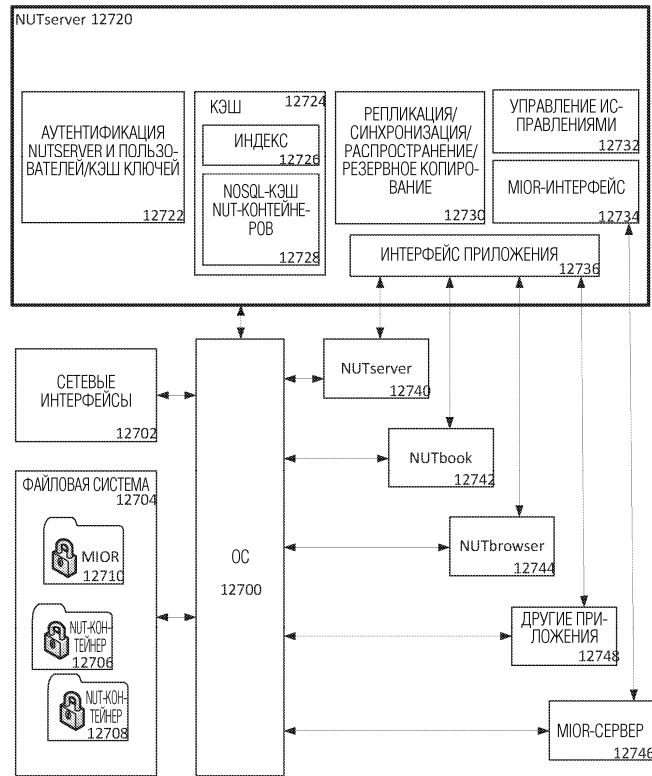 NUTserver 12720
АУТЕНТИФИКАЦИЯ
NUTSERVER И ПОЛЬЗО-
ВАТЕЛЕЙ/КЭШ КЛЮЧЕЙ
12722
КЭШ
12724
ИНДЕКС
12726
NOSQL-КЭШ
NUT-КОНТЕЙНЕ-
РОВ
12728
РЕПЛИКАЦИЯ/
СИНХРОНИЗАЦИЯ/
РАСПРОСТРАНЕНИЕ/
РЕЗЕРВНОЕ КОПИРО-
ВАНИЕ
12730
УПРАВЛЕНИЕ ИС-
ПРАВЛЕНИЯМИ
12732
MIOR-ИНТЕРФЕЙС
12734
ИНТЕРФЕЙС ПРИЛОЖЕНИЯ
12736
СЕТЕВЫЕ
ИНТЕРФЕЙСЫ
12702
ФАЙЛОВАЯ СИСТЕМА
12704
MIOR
12710
NUT-КОН-
ТЕЙНЕР
12706
NUT-КОН-
ТЕЙНЕР
12708
ОС
12700
NUTserver
12740
NUTbook
12742
NUTbrowser
12744
ДРУГИЕ ПРИ-
ЛОЖЕНИЯ
12748
MIOR-СЕРВЕР
12746